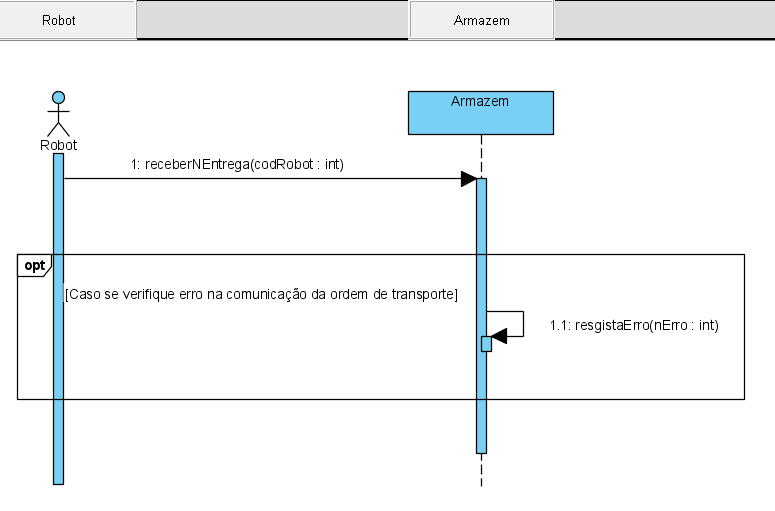 Robot
Armazem
Armazem
Robot
1: receberNEntrega(codRobot : int)
opt
[Caso se verifique erro na comunicação da ordem de transporte]
1.1: resgistaErro(nErro : int)